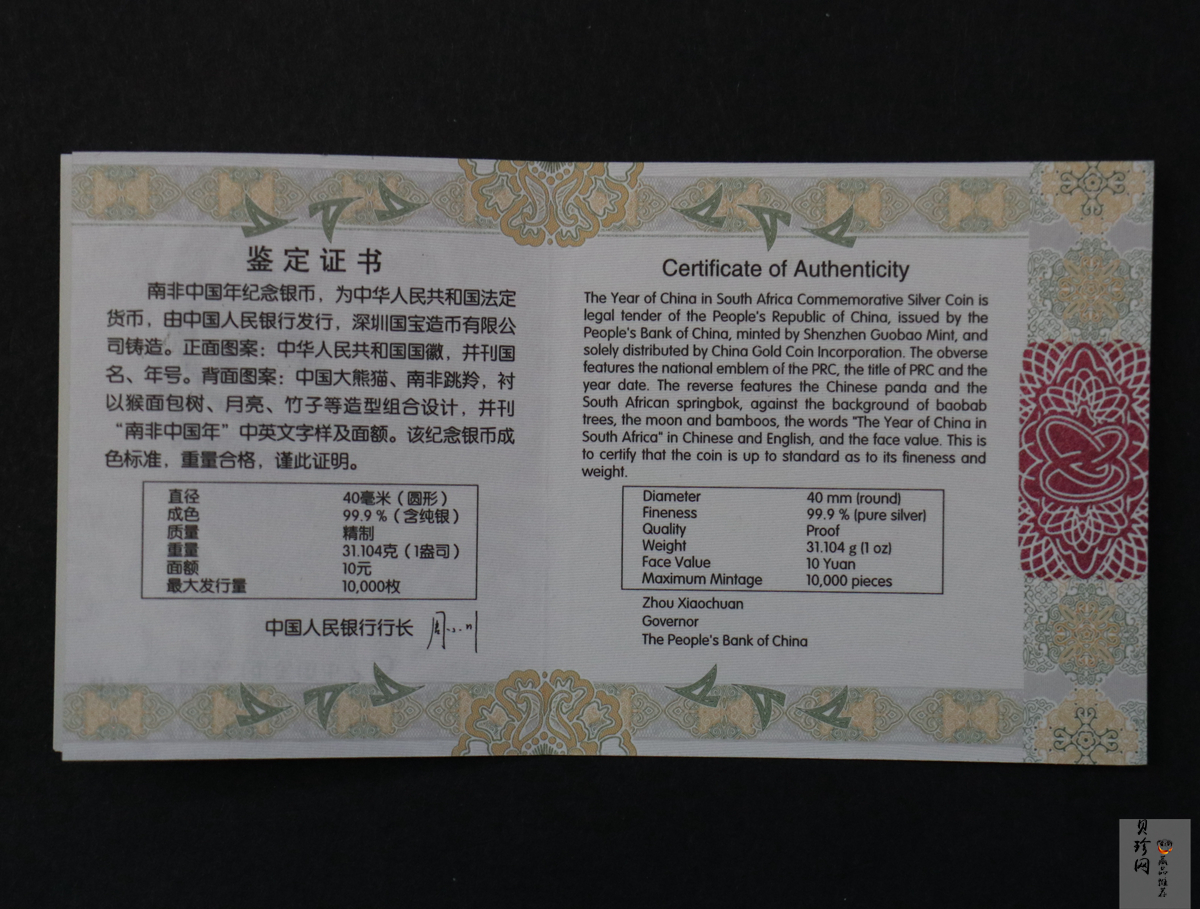 鉴定证书
南非中国年纪念银币，为中华人民共和国法定
货币，由中国人民银行发行，深圳国宝造币有限公
司铸造。正面图案：中华人民共和国国徽，并刊国
名、年号。背面图案：中国大熊猫、南非跳羚，衬
以猴面包树、月亮、竹子等造型组合设计，并刊
“南非中国年”中英文字样及面额。该纪念银币成
色标准，重量合格，谨此证明。
直径 40毫米（圆形）
成色 99.9 %（含纯银）
质量 精制
重量 31.104克（1盎司）
面额 10元
最大发行量 10,000枚
中国人民银行行长
Certificate of Authenticity
The Year of China in South Africa Commemorative Silver Coin is
legal tender of the People's Republic of China, issued by the
People's Bank of China, minted by Shenzhen Guobao Mint, and
solely distributed by China Gold Coin Incorporation. The obverse
features the national emblem of the PRC, the title of PRC and the
year date. The reverse features the Chinese panda and the
South African springbok, against the background of baobab
trees, the moon and bamboos, the words "The Year of China in
South Africa" in Chinese and English, and the face value. This is
to certify that the coin is up to standard as to its fineness and
weight.
Diameter 40 mm (round)
Fineness 99.9 % (pure silver)
Quality Proof
Weight 31.104 g (1 oz)
Face Value 10 Yuan
Maximum Mintage 10,000 pieces
Zhou Xiaochuan
Governor
The People's Bank of China
贝珍网
藏品推荐